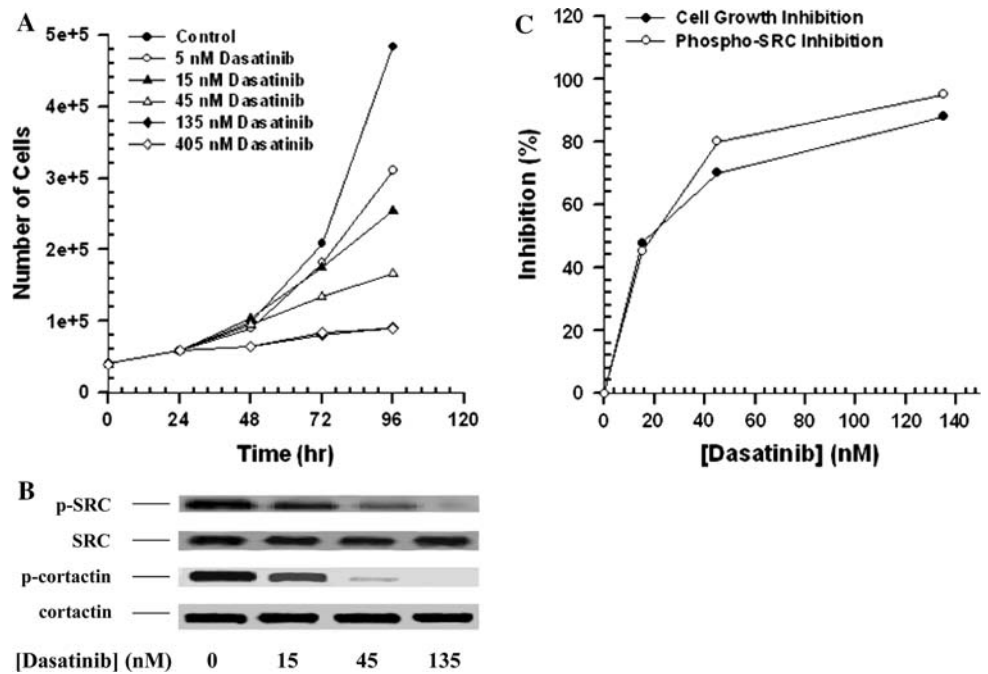 A
5e+5
4e+5
3e+5
2e+5
1e+5
0
Number of Cells
Control
5 nM Dasatinib
15 nM Dasatinib
45 nM Dasatinib
135 nM Dasatinib
405 nM Dasatinib
0 24 48 72 96 120
Time (hr)
C
120
100
80
60
40
20
0
Inhibition (%)
Cell Growth Inhibition
Phospho-SRC Inhibition
0 20 40 60 80 100 120 140
[Dasatinib] (nM)
B
p-SRC
SRC
p-cortactin
cortactin
[Dasatinib] (nM) 0 15 45 135